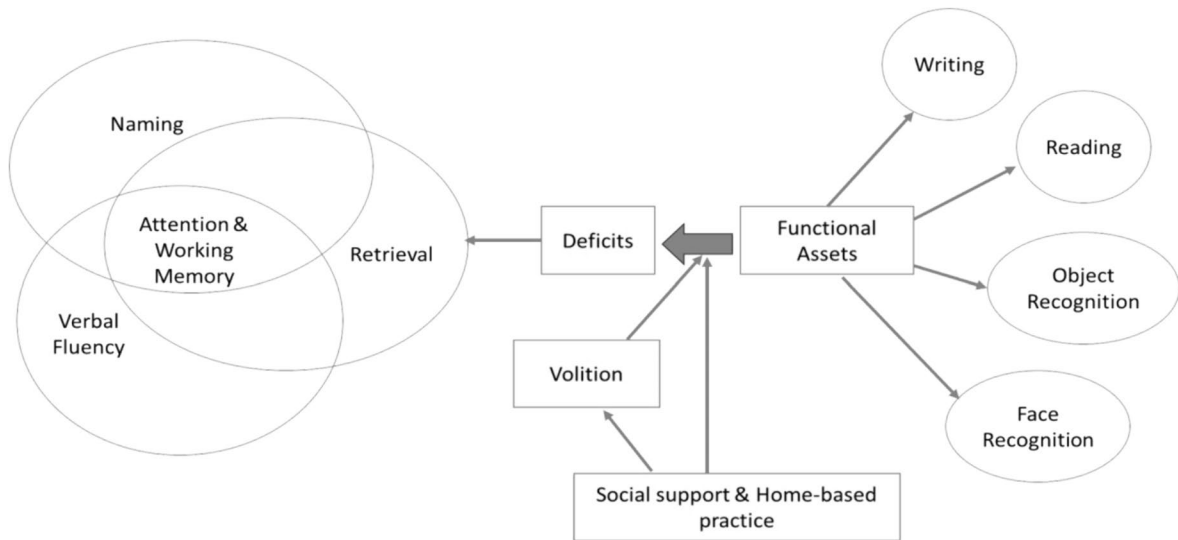 Naming
Attention &
Working
Memory
Retrieval
Verbal
Fluency
Deficits
Functional
Assets
Volition
Social support & Home-based
practice
Writing
Reading
Object
Recognition
Face
Recognition